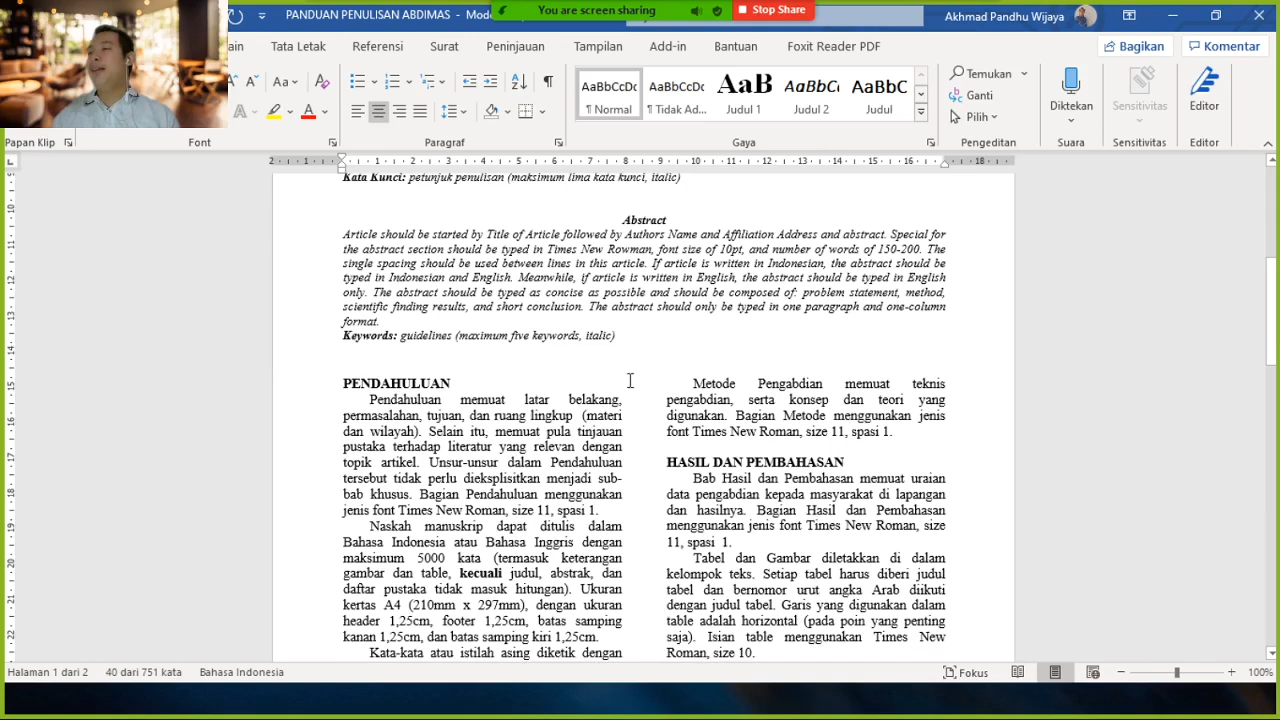 PANDUAN PENULISAN ABDIMAS - Mode
You are screen sharing
Stop Share
Akhmad Pandhu Wijaya
Tata Letak
Referensi
Surat
Peninjauan
Tampilan
Add-in
Bantuan
Foxit Reader PDF
Bagikan
Komentar
Aa
AaBbCcDc
AaBbCcDc
AaB
AaBbCc
AaBbC
¶ Normal
¶ Tidak Ad...
Judul 1
Judul 2
Judul
Temukan
Ganti
Pilih
Diktekan
Sensitivitas
Editor
Papan Klip
Font
Paragraf
Gaya
Pengeditan
Suara
Sensitivitas
Editor
Kata Kunci: petunjuk penulisan (maksimum lima kata kunci, italic)
Abstract
Article should be started by Title of Article followed by Authors Name and Affiliation Address and abstract. Special for
the abstract section should be typed in Times New Rowman, font size of 10pt, and number of words of 150-200. The
single spacing should be used between lines in this article. If article is written in Indonesian, the abstract should be
typed in Indonesian and English. Meanwhile, if article is written in English, the abstract should be typed in English
only. The abstract should be typed as concise as possible and should be composed of: problem statement, method,
scientific finding results, and short conclusion. The abstract should only be typed in one paragraph and one-column
format.
Keywords: guidelines (maximum five keywords, italic)
PENDAHULUAN
Pendahuluan memuat latar belakang,
permasalahan, tujuan, dan ruang lingkup (materi
dan wilayah). Selain itu, memuat pula tinjauan
pustaka terhadap literatur yang relevan dengan
topik artikel. Unsur-unsur dalam Pendahuluan
tersebut tidak perlu dieksplisitkan menjadi sub-
bab khusus. Bagian Pendahuluan menggunakan
jenis font Times New Roman, size 11, spasi 1.
Naskah manuskrip dapat ditulis dalam
Bahasa Indonesia atau Bahasa Inggris dengan
maksimum 5000 kata (termasuk keterangan
gambar dan table, kecuali judul, abstrak, dan
daftar pustaka tidak masuk hitungan). Ukuran
kertas A4 (210mm x 297mm), dengan ukuran
header 1,25cm, footer 1,25cm, batas samping
kanan 1,25cm, dan batas samping kiri 1,25cm.
Kata-kata atau istilah asing diketik dengan
Metode Pengabdian memuat teknis
pengabdian, serta konsep dan teori yang
digunakan. Bagian Metode menggunakan jenis
font Times New Roman, size 11, spasi 1.
HASIL DAN PEMBAHASAN
Bab Hasil dan Pembahasan memuat uraian
data pengabdian kepada masyarakat di lapangan
dan hasilnya. Bagian Hasil dan Pembahasan
menggunakan jenis font Times New Roman, size
11, spasi 1.
Tabel dan Gambar diletakkan di dalam
kelompok teks. Setiap tabel harus diberi judul
tabel dan bernomor urut angka Arab diikuti
dengan judul tabel. Garis yang digunakan dalam
table adalah horizontal (pada poin yang penting
saja). Isian table menggunakan Times New
Roman, size 10.
Halaman 1 dari 2
40 dari 751 kata
Bahasa Indonesia
Fokus
100%